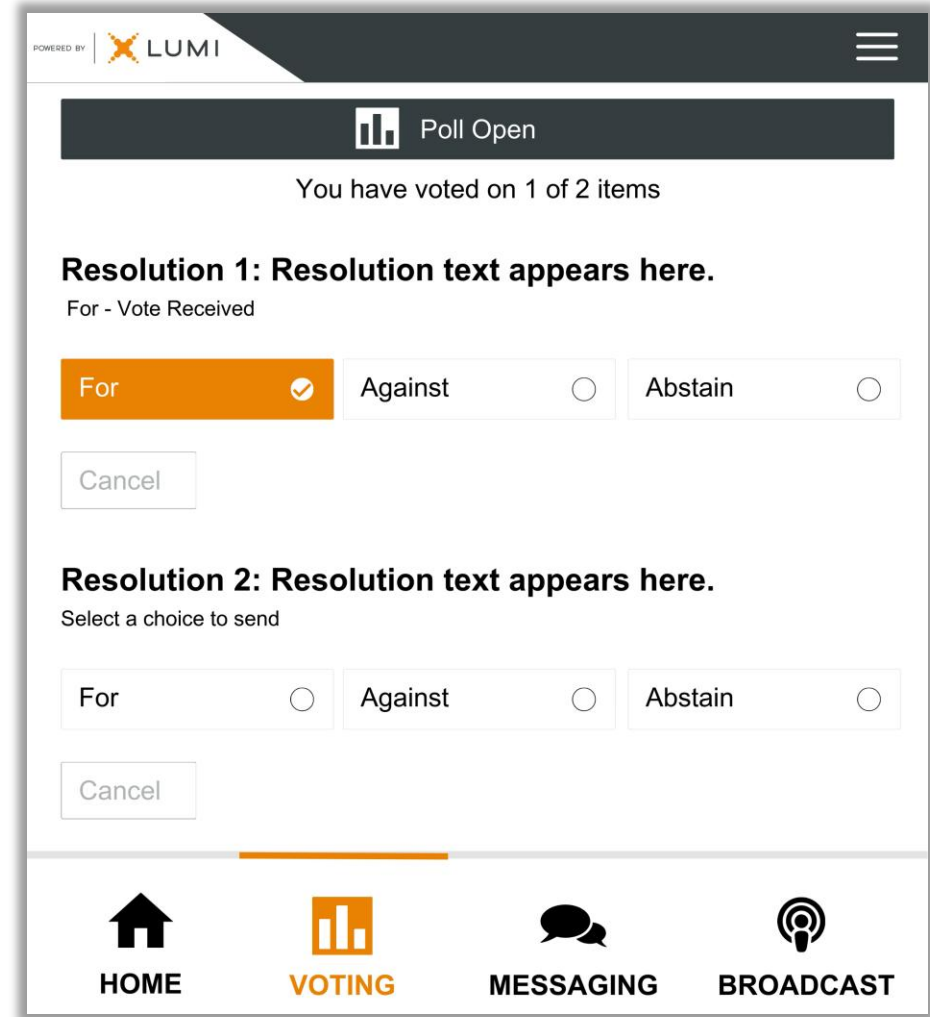 POWERED BY LUMI
Poll Open
You have voted on 1 of 2 items
Resolution 1: Resolution text appears here.
For - Vote Received
For Against Abstain
Cancel
Resolution 2: Resolution text appears here.
Select a choice to send
For Against Abstain
Cancel
HOME VOTING MESSAGING BROADCAST